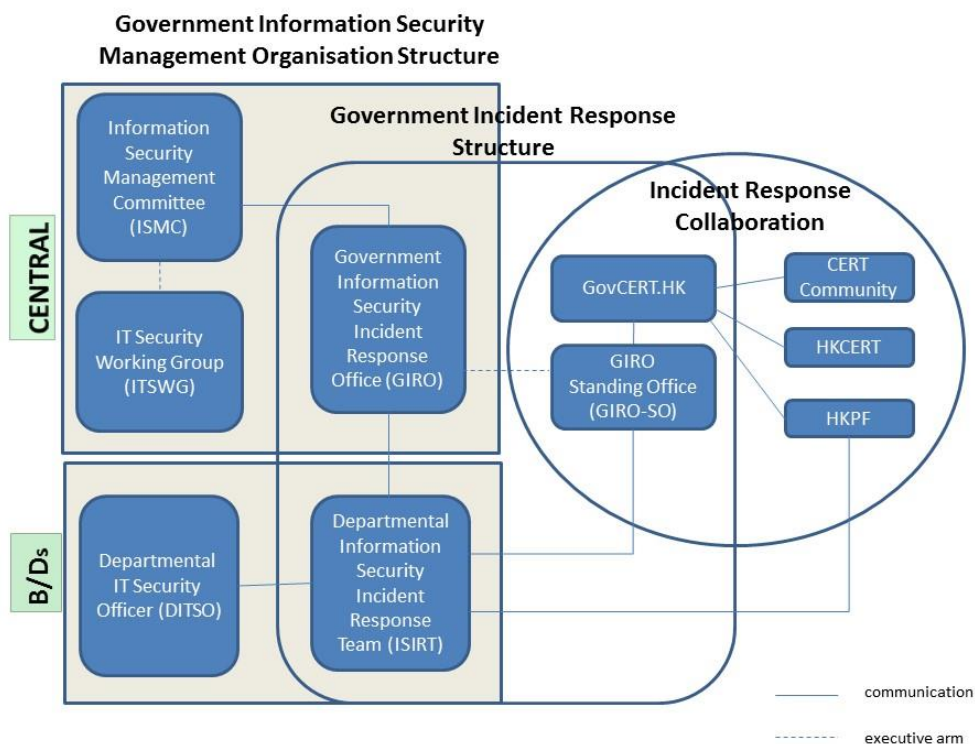 Government Information Security
Management Organisation Structure
Government Incident Response
Structure
Incident Response
Collaboration
CENTRAL
Information
Security
Management
Committee
(ISMC)
IT Security
Working Group
(ITSWG)
Government
Information
Security
Incident
Response
Office (GIRO)
GovCERT.HK
GIRO
Standing Office
(GIRO-SO)
CERT
Community
HKCERT
HKPF
B/Ds
Departmental
IT Security
Officer (DITSO)
Departmental
Information
Security
Incident
Response
Team (ISIRT)
communication
executive arm